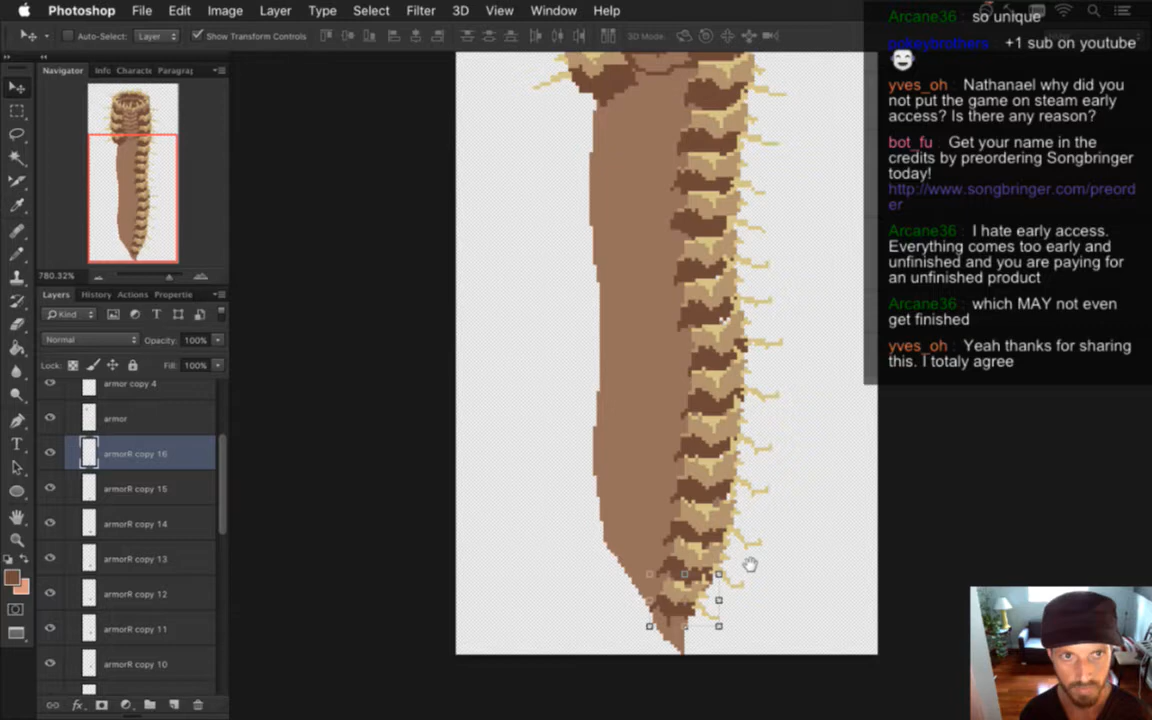 Photoshop File Edit Image Layer Type Select Filter 3D View Window Help
Auto-Select: Layer Show Transform Controls 3D Mode:
Navigator Info Characte Paragrap
780.32%
Layers History Actions Propertie
Kind
Normal Opacity: 100%
Lock: Fill: 100%
armor copy 4
armor
armorR copy 16
armorR copy 15
armorR copy 14
armorR copy 13
armorR copy 12
armorR copy 11
armorR copy 10
fx
Arcane36 : so unique
pokeybrothers : +1 sub on youtube
yves_oh : Nathanael why did you
not put the game on steam early
access? Is there any reason?
bot_fu : Get your name in the
credits by preordering Songbringer
today!
http://www.songbringer.com/preord
er
Arcane36 : I hate early access.
Everything comes too early and
unfinished and you are paying for
an unfinished product
Arcane36 : which MAY not even
get finished
yves_oh : Yeah thanks for sharing
this. I totaly agree